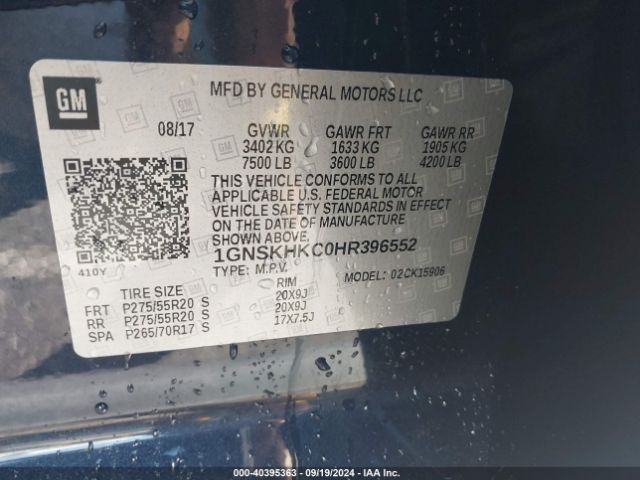 GM
MFD BY GENERAL MOTORS LLC
08/17 GVWR GAWR FRT GAWR RR
3402 KG 1633 KG 1905 KG
7500 LB 3600 LB 4200 LB
THIS VEHICLE CONFORMS TO ALL
APPLICABLE U.S. FEDERAL MOTOR
VEHICLE SAFETY STANDARDS IN EFFECT
ON THE DATE OF MANUFACTURE
SHOWN ABOVE.
1GNSKHKC0HR396552
TYPE: M.P.V. MODEL: 02CK15906
410Y
TIRE SIZE RIM
FRT P275/55R20 S 20X9J
RR P275/55R20 S 20X9J
SPA P265/70R17 S 17X7.5J
000-40395363 - 09/19/2024 - IAA Inc.